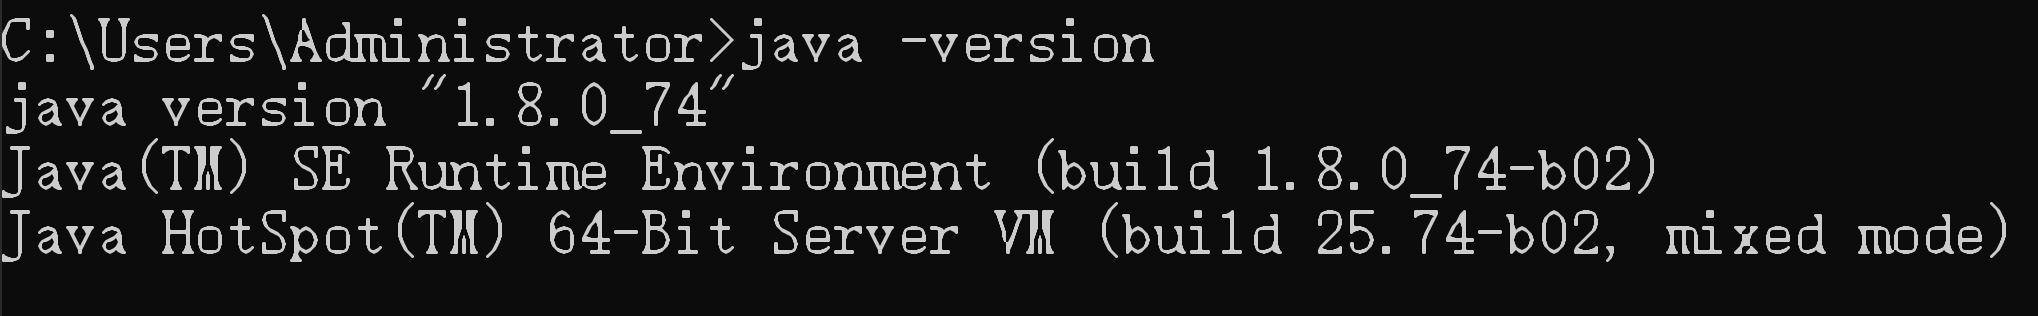 C:\Users\Administrator>java -version
java version "1.8.0_74"
Java(TM) SE Runtime Environment (build 1.8.0_74-b02)
Java HotSpot(TM) 64-Bit Server VM (build 25.74-b02, mixed mode)